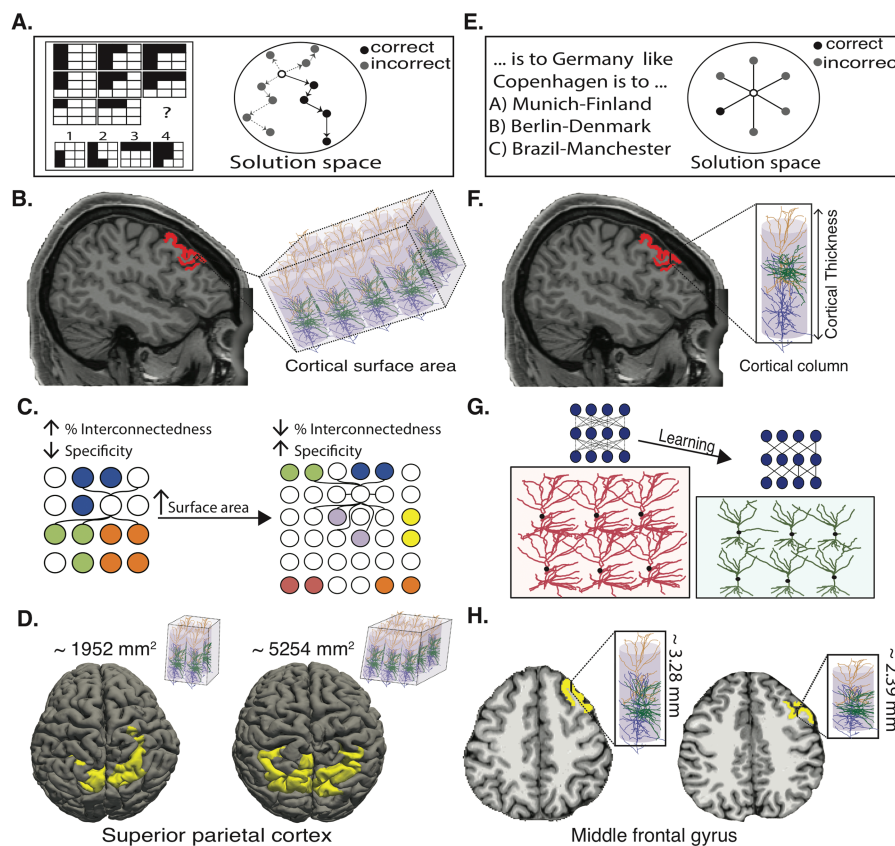 A.
correct
incorrect
?
1 2 3 4
Solution space
E.
... is to Germany like
Copenhagen is to ...
A) Munich-Finland
B) Berlin-Denmark
C) Brazil-Manchester
correct
incorrect
Solution space
B.
Cortical surface area
F.
Cortical Thickness
Cortical column
C.
↑ % Interconnectedness
↓ Specificity
↑ Surface area
↓ % Interconnectedness
↑ Specificity
G.
Learning
D.
~ 1952 mm²
~ 5254 mm²
Superior parietal cortex
H.
~ 3.28 mm
~ 2.39 mm
Middle frontal gyrus